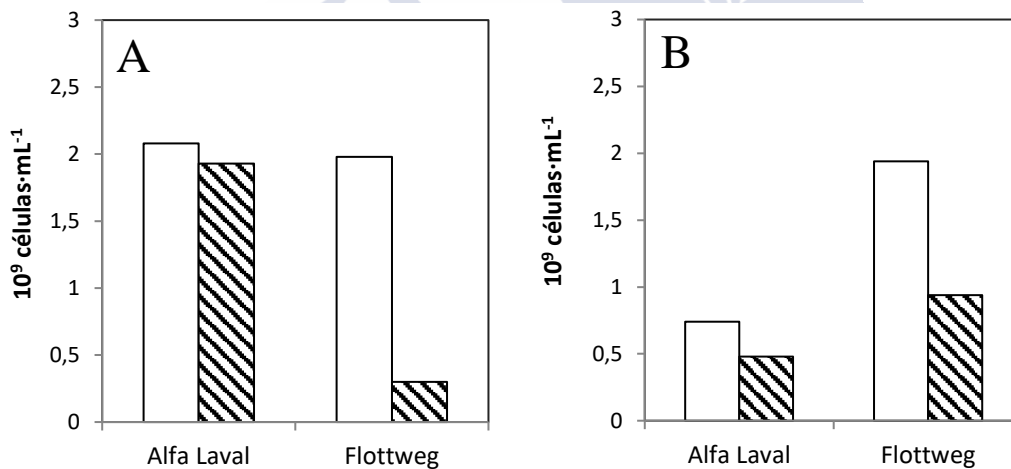 A
10⁹ células·mL⁻¹
3
2,5
2
1,5
1
0,5
0
Alfa Laval
Flottweg
B
10⁹ células·mL⁻¹
3
2,5
2
1,5
1
0,5
0
Alfa Laval
Flottweg